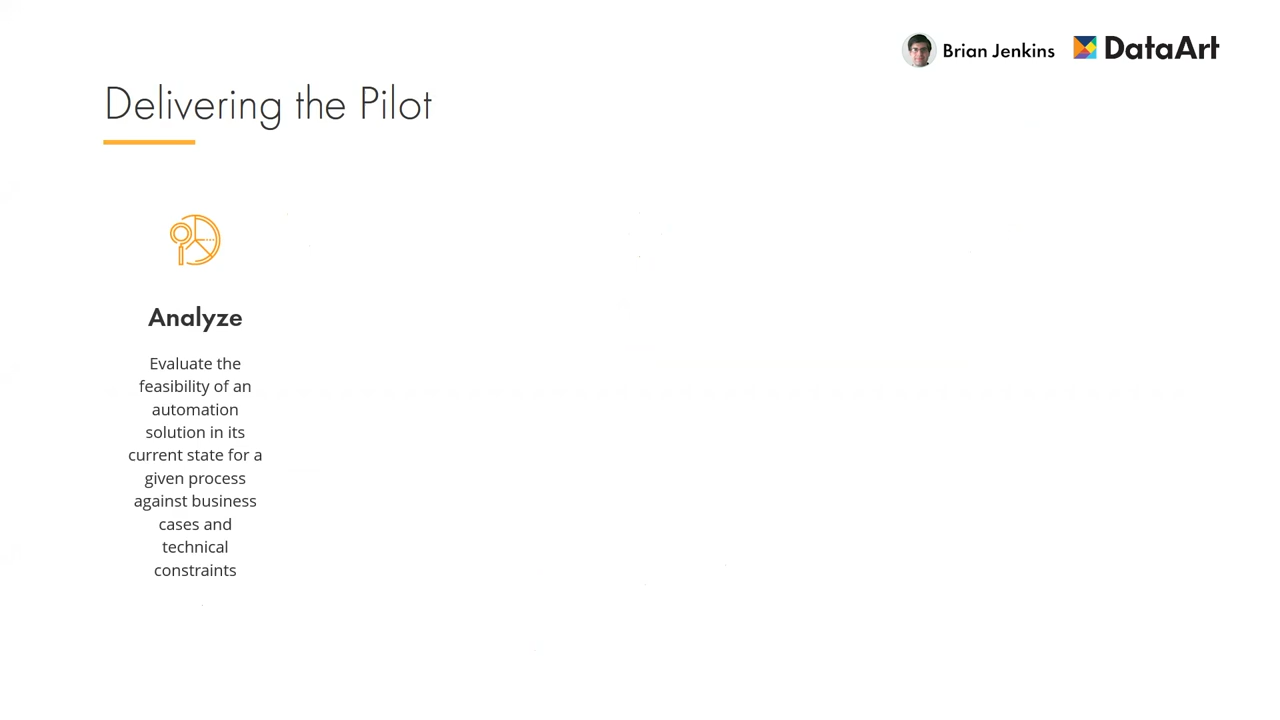 Brian Jenkins
DataArt
Delivering the Pilot
Analyze
Evaluate the
feasibility of an
automation
solution in its
current state for a
given process
against business
cases and
technical
constraints